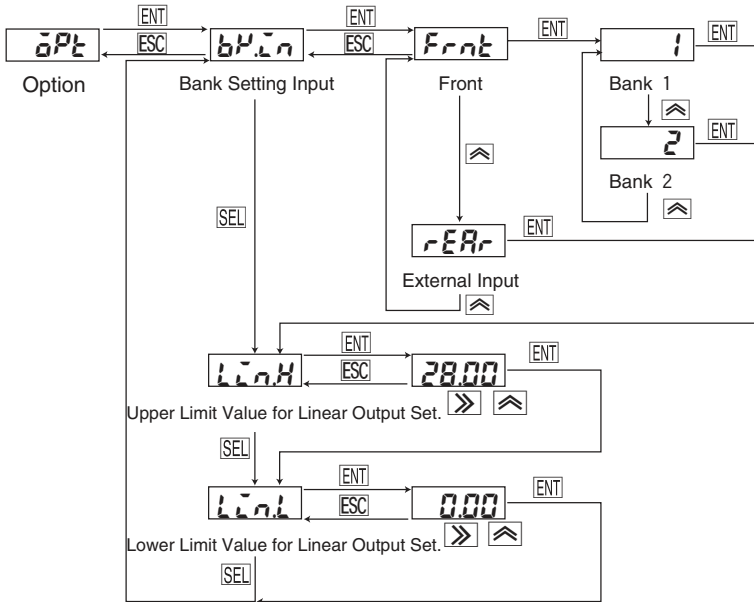 ENT ENT ENT ENT
ōPt ESC bK.īn ESC Frnt 1
Option Bank Setting Input Front Bank 1
ENT
2
Bank 2
SEL
ENT
rEAr
External Input
ENT ENT
Līn.H ESC 28.00
Upper Limit Value for Linear Output Set.
SEL ENT ENT
Līn.L ESC 0.00
Lower Limit Value for Linear Output Set.
SEL